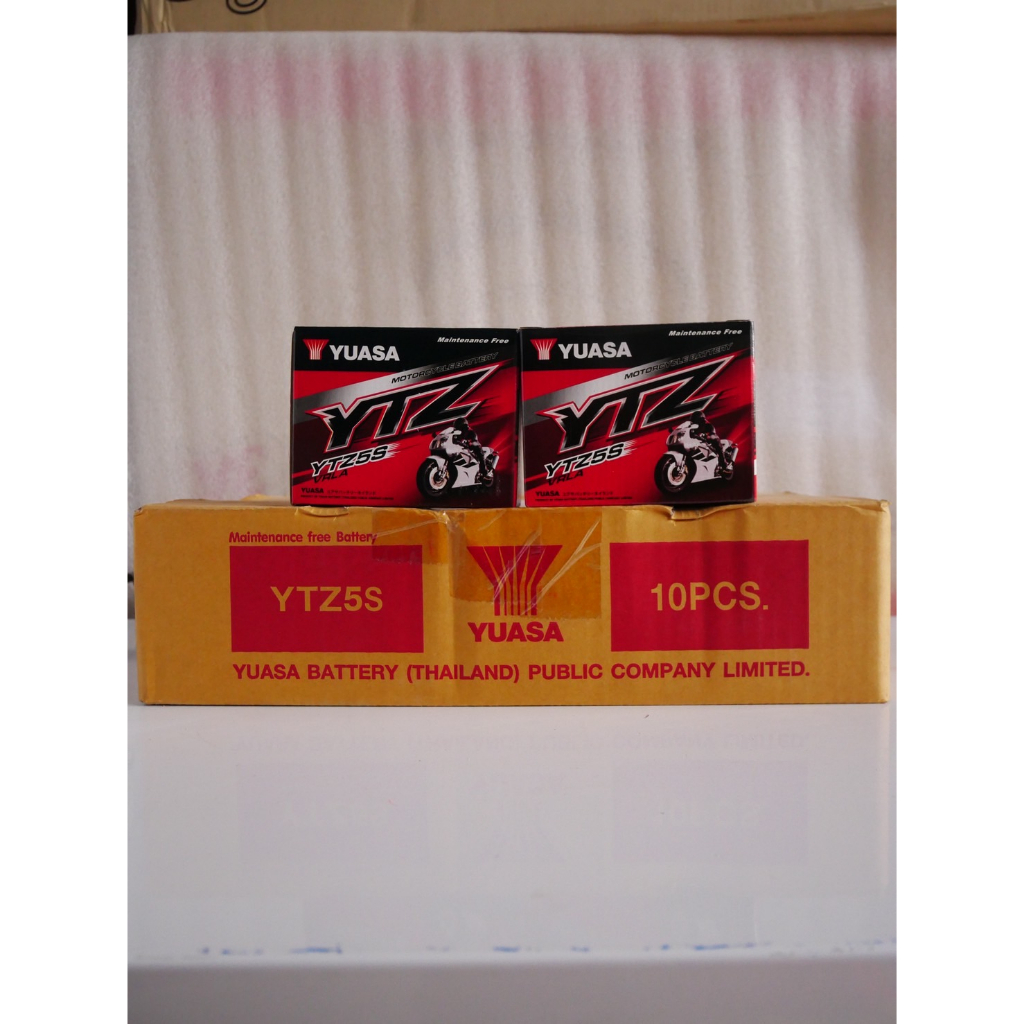 YUASA
Maintenance Free
MOTORCYCLE BATTERY
YTZ
YTZ5S
VRLA
YUASA
YUASA
Maintenance Free
MOTORCYCLE BATTERY
YTZ
YTZ5S
VRLA
YUASA
Maintenance free Battery
YTZ5S
YUASA
10PCS.
YUASA BATTERY (THAILAND) PUBLIC COMPANY LIMITED.